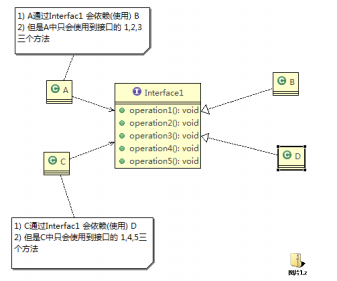 1) A通过Interfac1 会依赖(使用) B
2) 但是A中只会使用到接口的 1,2,3
三个方法
C A
C B
I Interface1
operation1(): void
operation2(): void
operation3(): void
operation4(): void
operation5(): void
C C
C D
1) C通过Interfac1 会依赖(使用) D
2) 但是C中只会使用到接口的 1,4,5三
个方法
图片1.z